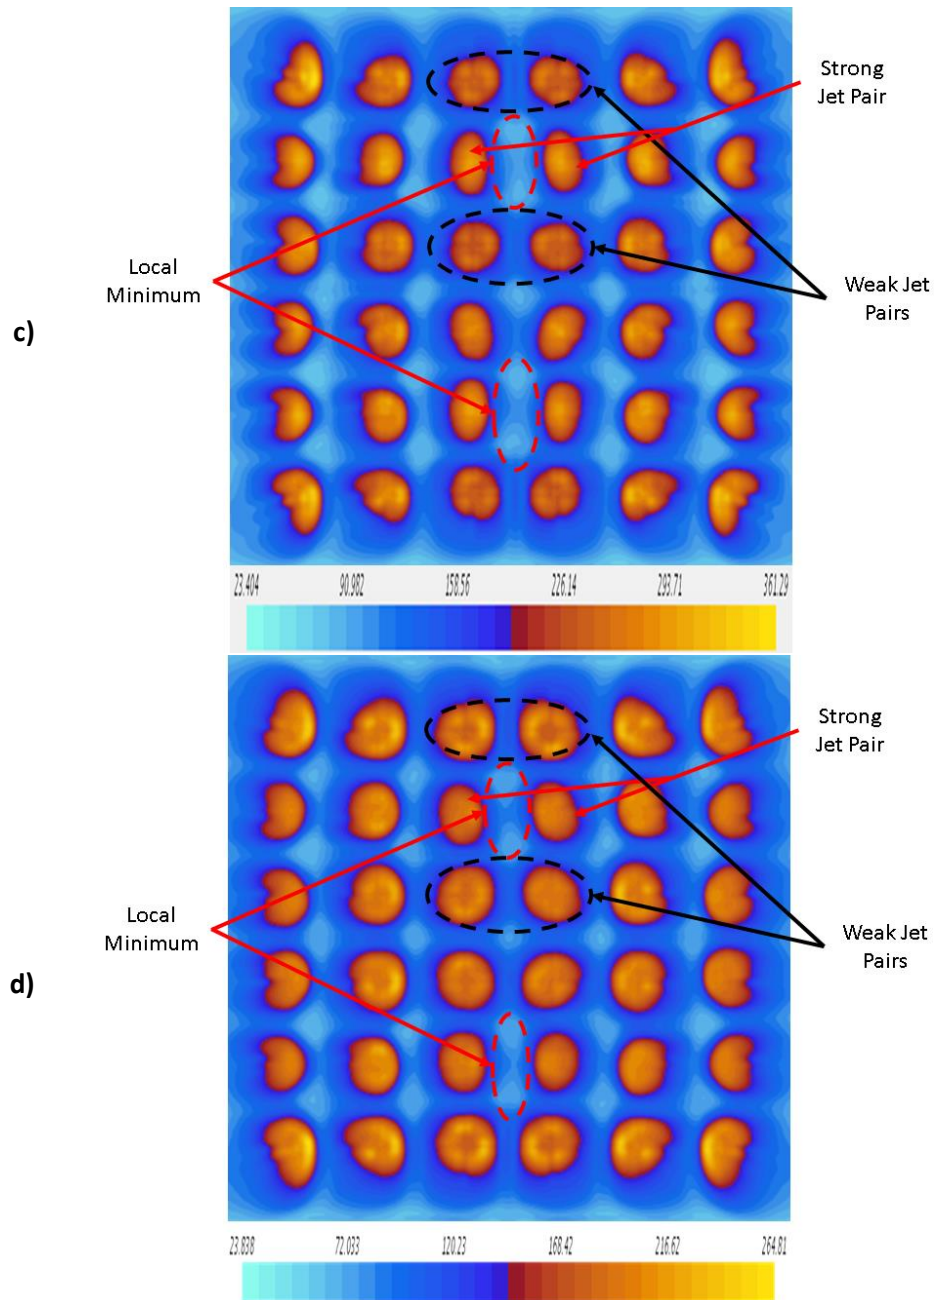 Strong
Jet Pair
Local
Minimum
Weak Jet
Pairs
c)
23.404 90.982 158.56 226.14 293.71 361.29
Strong
Jet Pair
Local
Minimum
Weak Jet
Pairs
d)
23.838 72.033 120.23 168.42 216.62 264.81